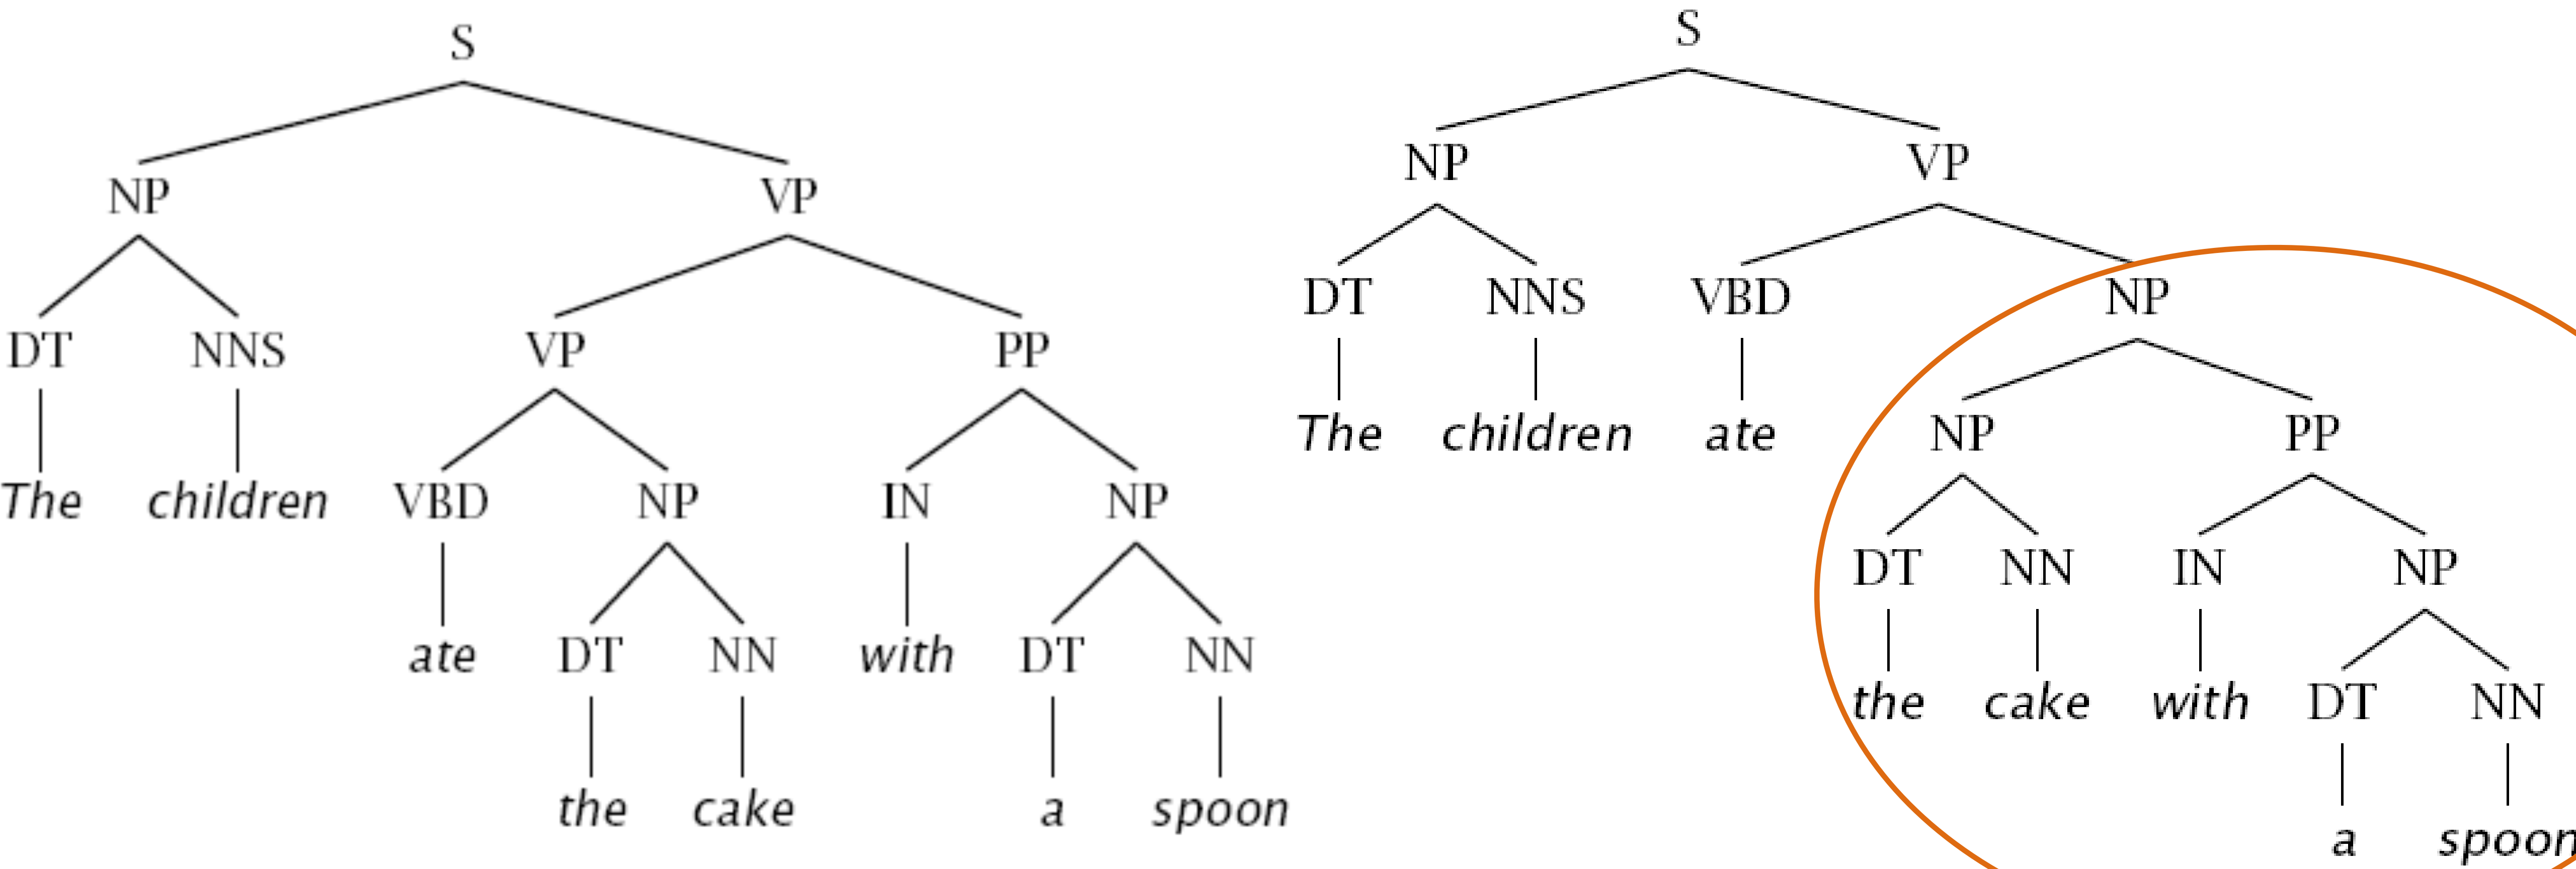 S
NP VP
DT NNS VP PP
The children VBD NP IN NP
ate DT NN with DT NN
the cake a spoon
S
NP VP
DT NNS VBD NP
The children ate NP PP
DT NN IN NP
the cake with DT NN
a spoon